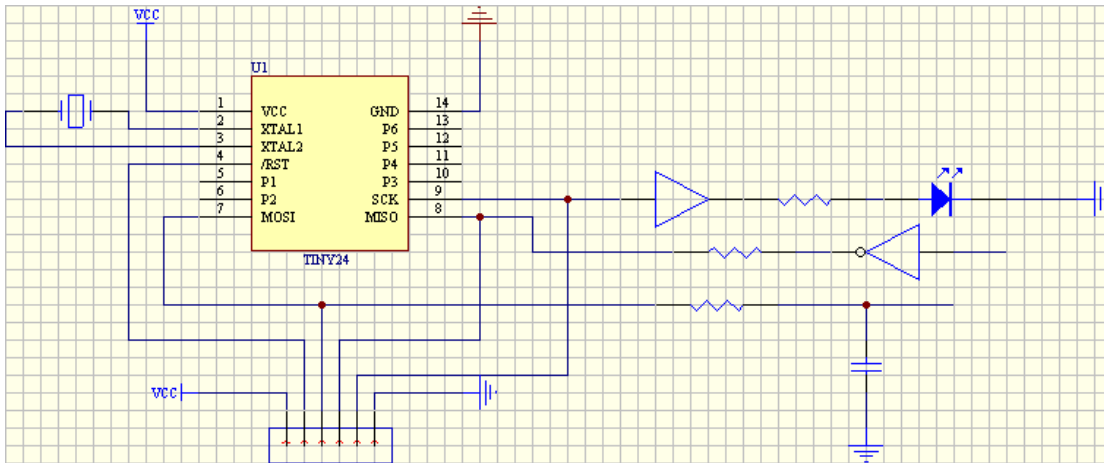 VCC
U1
1 VCC GND 14
2 XTAL1 P6 13
3 XTAL2 P5 12
4 /RST P4 11
5 P1 P3 10
6 P2 SCK 9
7 MOSI MISO 8
TINY24
VCC